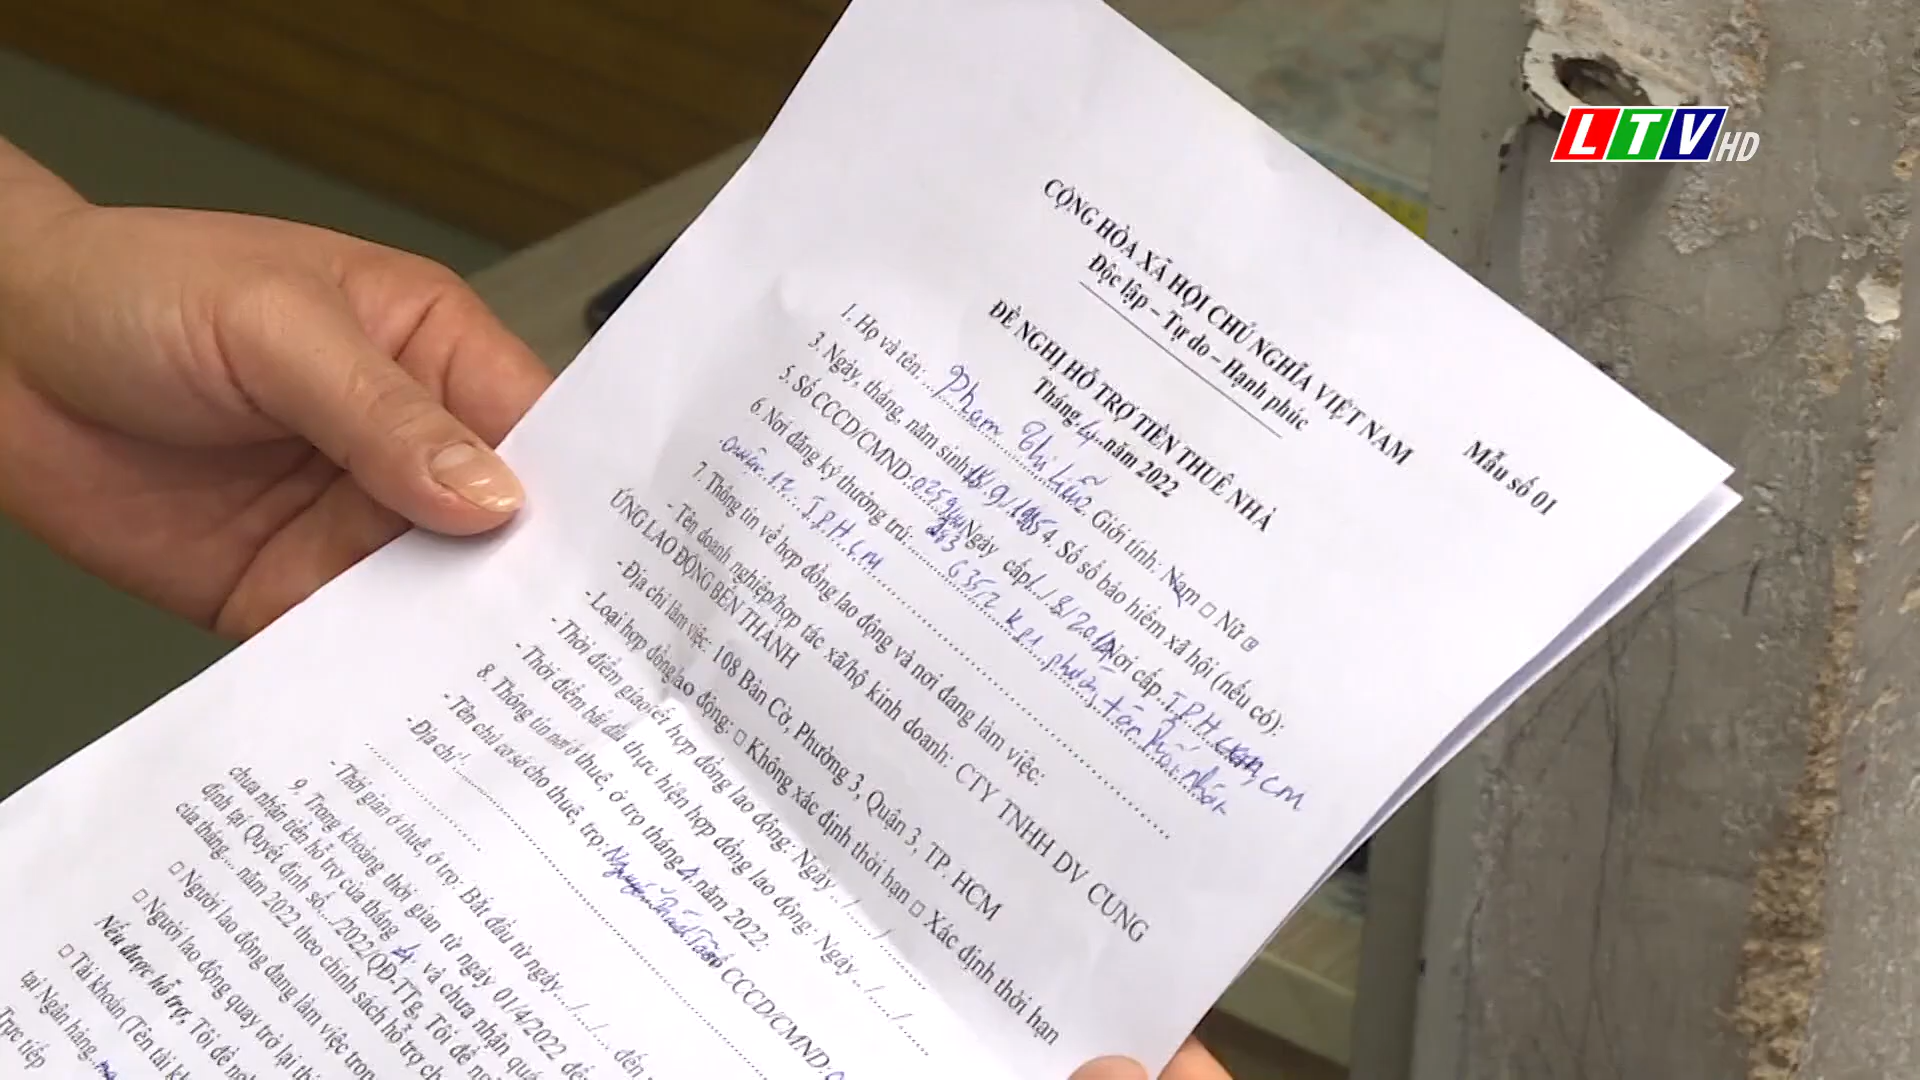 LTV HD
Mẫu số 01
CỘNG HÒA XÃ HỘI CHỦ NGHĨA VIỆT NAM
Độc lập – Tự do – Hạnh phúc
ĐỀ NGHỊ HỖ TRỢ TIỀN THUÊ NHÀ
Tháng 4 năm 2022
1. Họ và tên: Phạm Thị Giới tính: Nam □ Nữ
3. Ngày, tháng, năm sinh: 4. Số sổ bảo hiểm xã hội (nếu có):
5. Số CCCD/CMND: Ngày cấp Nơi cấp T.P.H.CM
6. Nơi đăng ký thường trú: 635/2 KP1 phường tân
Quận 12 T.P.H.C.M
7. Thông tin về hợp đồng lao động và nơi đang làm việc:
- Tên doanh nghiệp/hợp tác xã/hộ kinh doanh: CTY TNHH DV CUNG
ỨNG LAO ĐỘNG BẾN THÀNH
- Địa chỉ làm việc: 108 Bàn Cờ, Phường 3, Quận 3, TP. HCM
- Loại hợp đồng lao động: □ Không xác định thời hạn □ Xác định thời hạn
- Thời điểm giao kết hợp đồng lao động: Ngày ../.../......
- Thời điểm bắt đầu thực hiện hợp đồng lao động: Ngày ../.../......
8. Thông tin nơi ở thuê, ở trọ tháng 4 năm 2022.
- Tên chủ cơ sở cho thuê, trọ: Nguyễn CCCD/CMND:
- Địa chỉ:
- Thời gian ở thuê, ở trọ: Bắt đầu từ ngày..../..../.... đến
9. Trong khoảng thời gian từ ngày 01/4/2022 đến
chưa nhận tiền hỗ trợ của tháng 4 và chưa nhận
định tại Quyết định số..../2022/QĐ-TTg, Tôi đề
của tháng.... năm 2022 theo chính sách hỗ trợ
□ Người lao động đang làm việc trong
□ Người lao động quay trở lại
Nếu được hỗ trợ, Tôi đề
□ Tài khoản (Tên tài
tại Ngân hàng
Trực tiếp